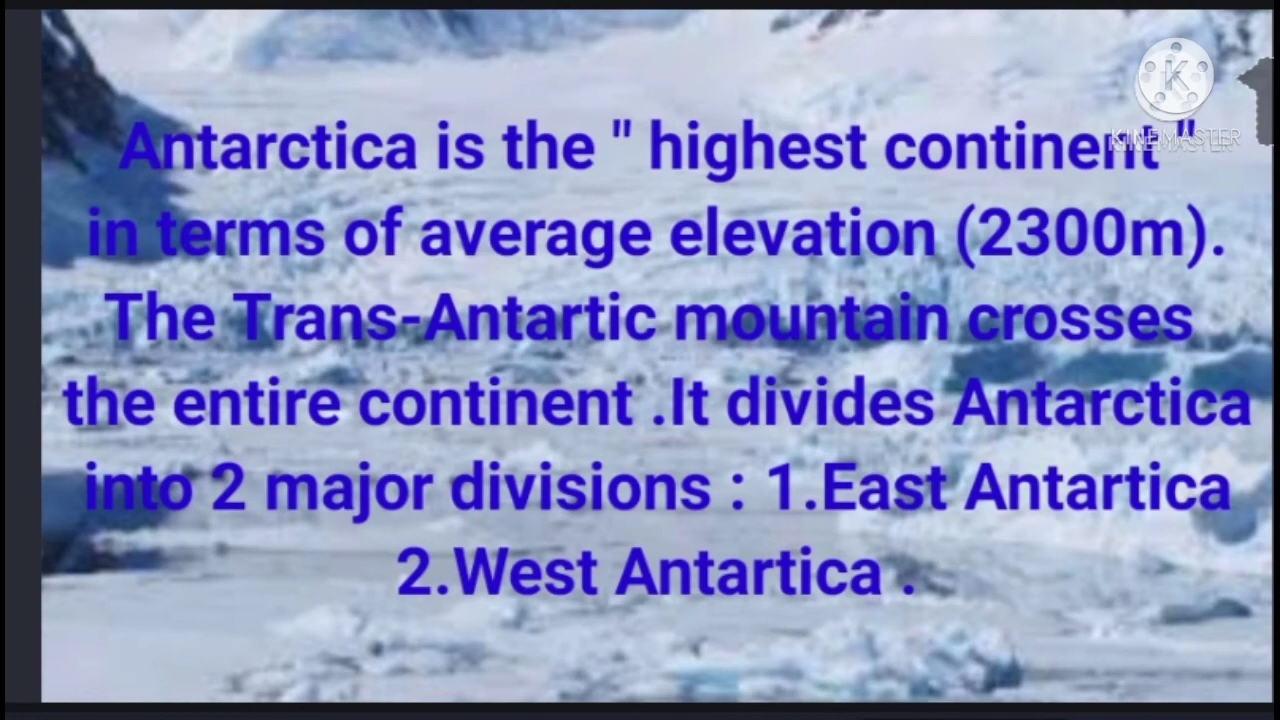 KINEMASTER
Antarctica is the " highest continent "
in terms of average elevation (2300m).
The Trans-Antartic mountain crosses
the entire continent .It divides Antarctica
into 2 major divisions : 1.East Antartica
2.West Antartica .